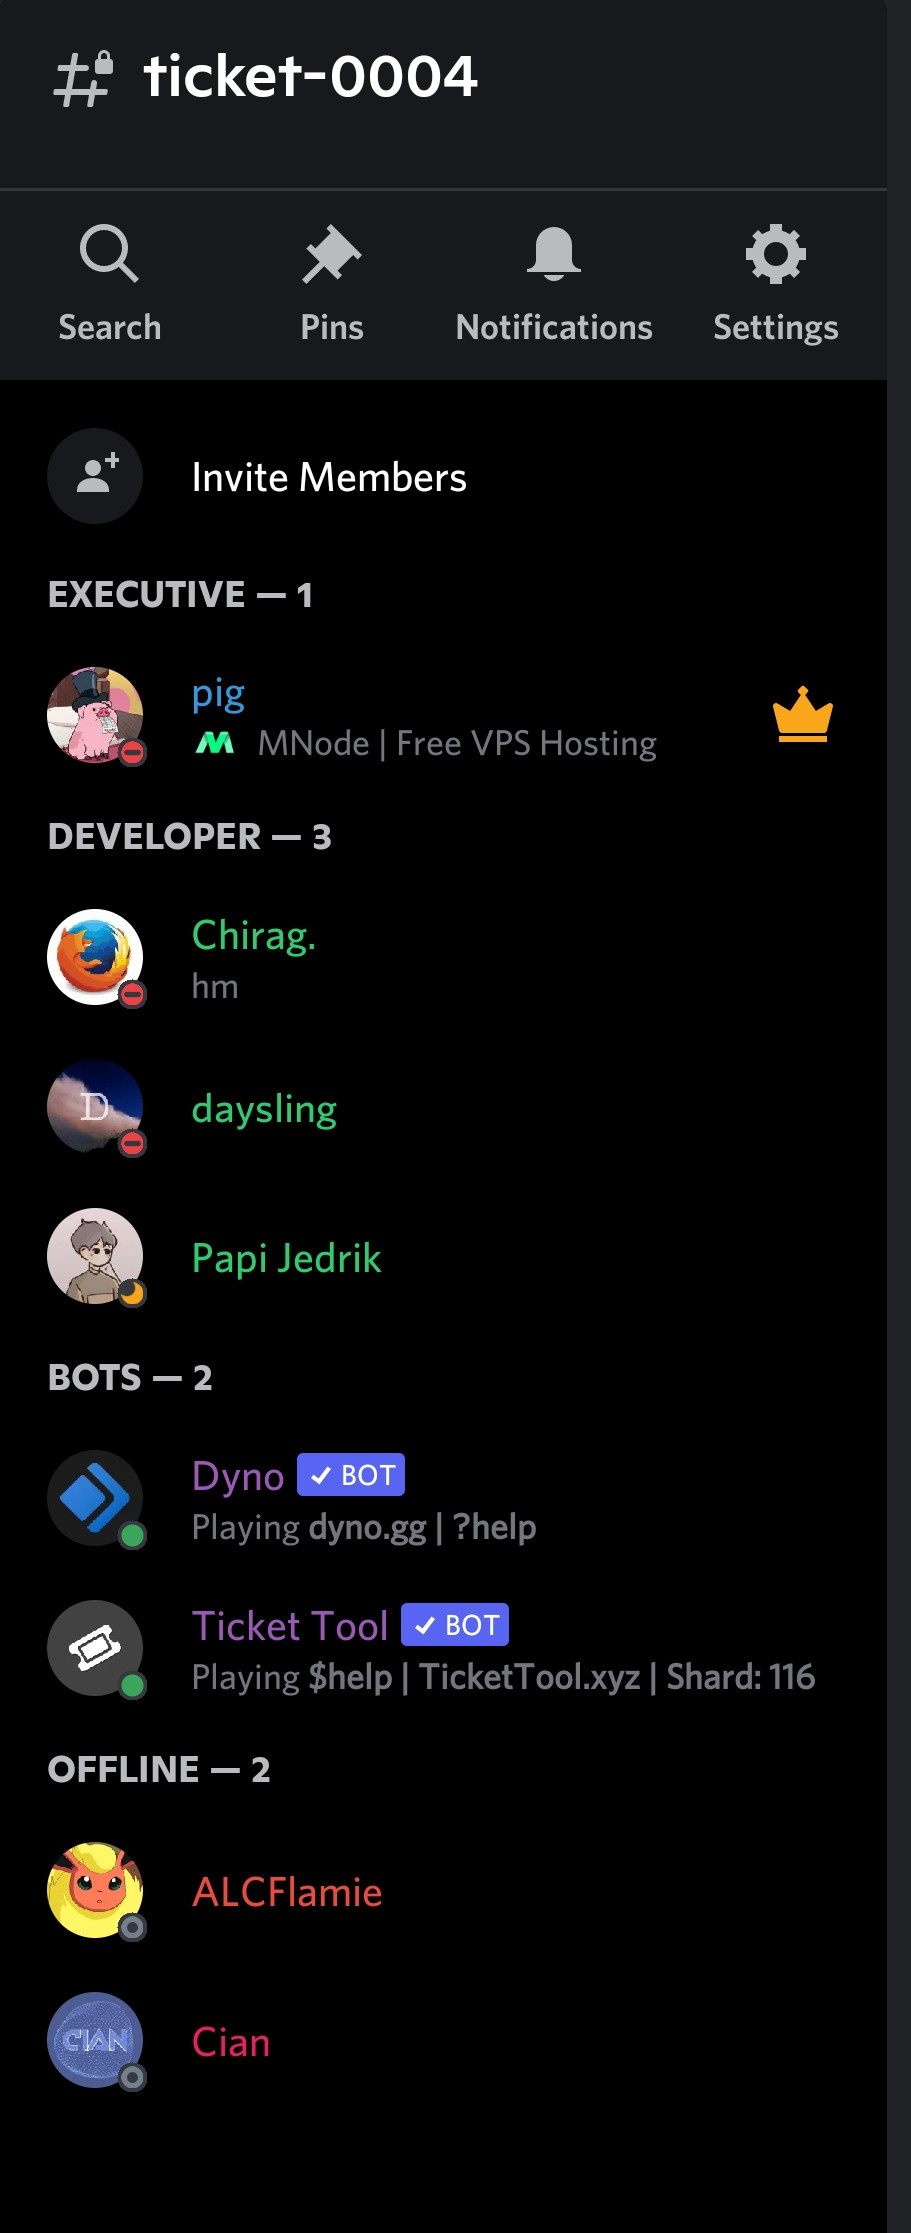 ticket-0004
Search Pins Notifications Settings
Invite Members
EXECUTIVE — 1
pig
MNode | Free VPS Hosting
DEVELOPER — 3
Chirag.
hm
D
daysling
Papi Jedrik
BOTS — 2
Dyno ✓ BOT
Playing dyno.gg | ?help
Ticket Tool ✓ BOT
Playing $help | TicketTool.xyz | Shard: 116
OFFLINE — 2
ALCFlamie
CIAN
Cian